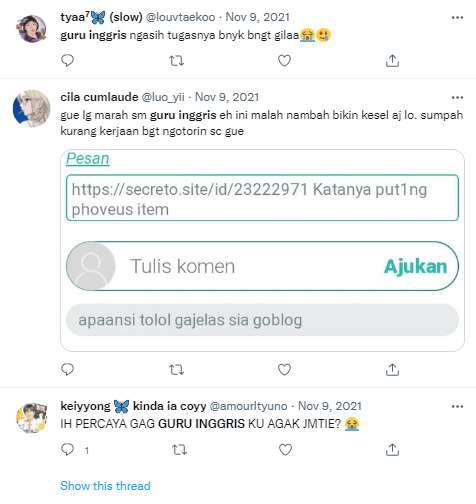 tyaa⁷🦋 (slow) @louvtaekoo · Nov 9, 2021
guru inggris ngasih tugasnya bnyk bngt gilaa😭🥲
cila cumlaude @luo_yii · Nov 9, 2021
gue lg marah sm guru inggris eh ini malah nambah bikin kesel aj lo. sumpah
kurang kerjaan bgt ngotorin sc gue
Pesan
https://secreto.site/id/23222971 Katanya put1ng
phoveus item
Tulis komen
Ajukan
apaansi tolol gajelas sia goblog
keiyyong 🦋 kinda ia coyy @amourltyuno · Nov 9, 2021
IH PERCAYA GAG GURU INGGRIS KU AGAK JMTIE? 😭
1
Show this thread